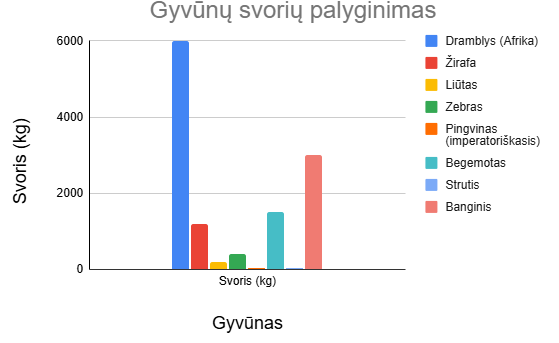 Gyvūnų svorių palyginimas
Svoris (kg)
6000
4000
2000
0
Svoris (kg)
Gyvūnas
Dramblys (Afrika)
Žirafa
Liūtas
Zebras
Pingvinas
(imperatoriškasis)
Begemotas
Strutis
Banginis